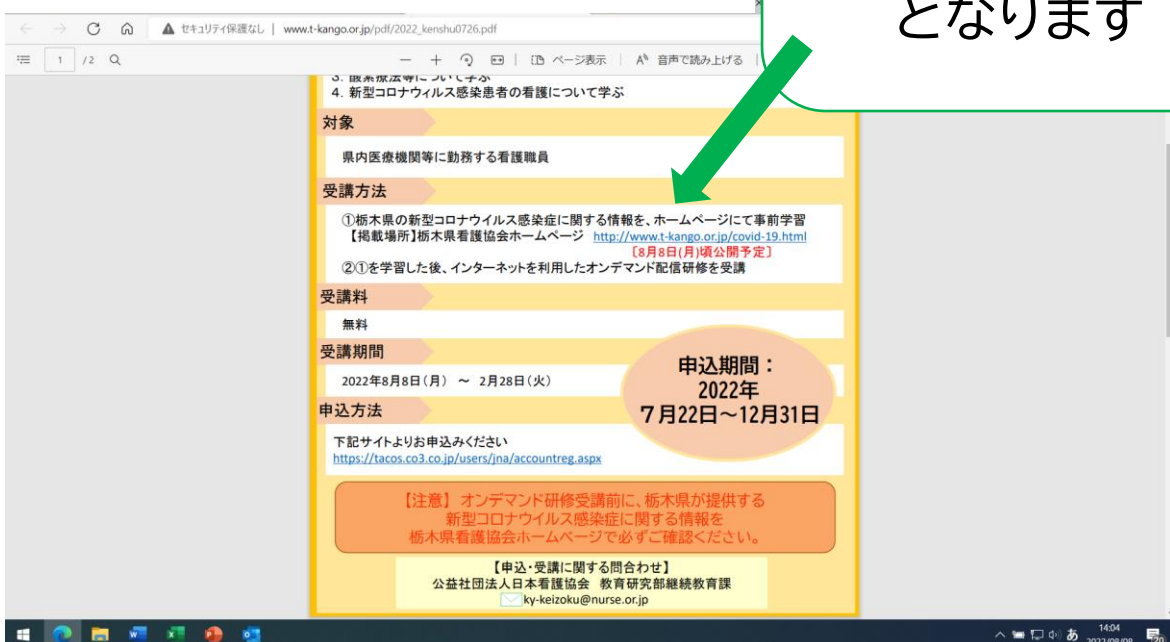 となります
セキュリティ保護なし | www.t-kango.or.jp/pdf/2022_kenshu0726.pdf
1 /2
ページ表示 | 音声で読み上げる
3. 酸素療法等について学ぶ
4. 新型コロナウィルス感染患者の看護について学ぶ
対象
県内医療機関等に勤務する看護職員
受講方法
①栃木県の新型コロナウイルス感染症に関する情報を、ホームページにて事前学習
【掲載場所】栃木県看護協会ホームページ http://www.t-kango.or.jp/covid-19.html
〔8月8日(月)頃公開予定〕
②①を学習した後、インターネットを利用したオンデマンド配信研修を受講
受講料
無料
受講期間
2022年8月8日(月) ～ 2月28日(火)
申込期間：
2022年
７月22日～12月31日
申込方法
下記サイトよりお申込みください
https://tacos.co3.co.jp/users/jna/accountreg.aspx
【注意】オンデマンド研修受講前に、栃木県が提供する
新型コロナウイルス感染症に関する情報を
栃木県看護協会ホームページで必ずご確認ください。
【申込・受講に関する問合わせ】
公益社団法人日本看護協会 教育研究部継続教育課
ky-keizoku@nurse.or.jp
あ
14:04
2022/08/08